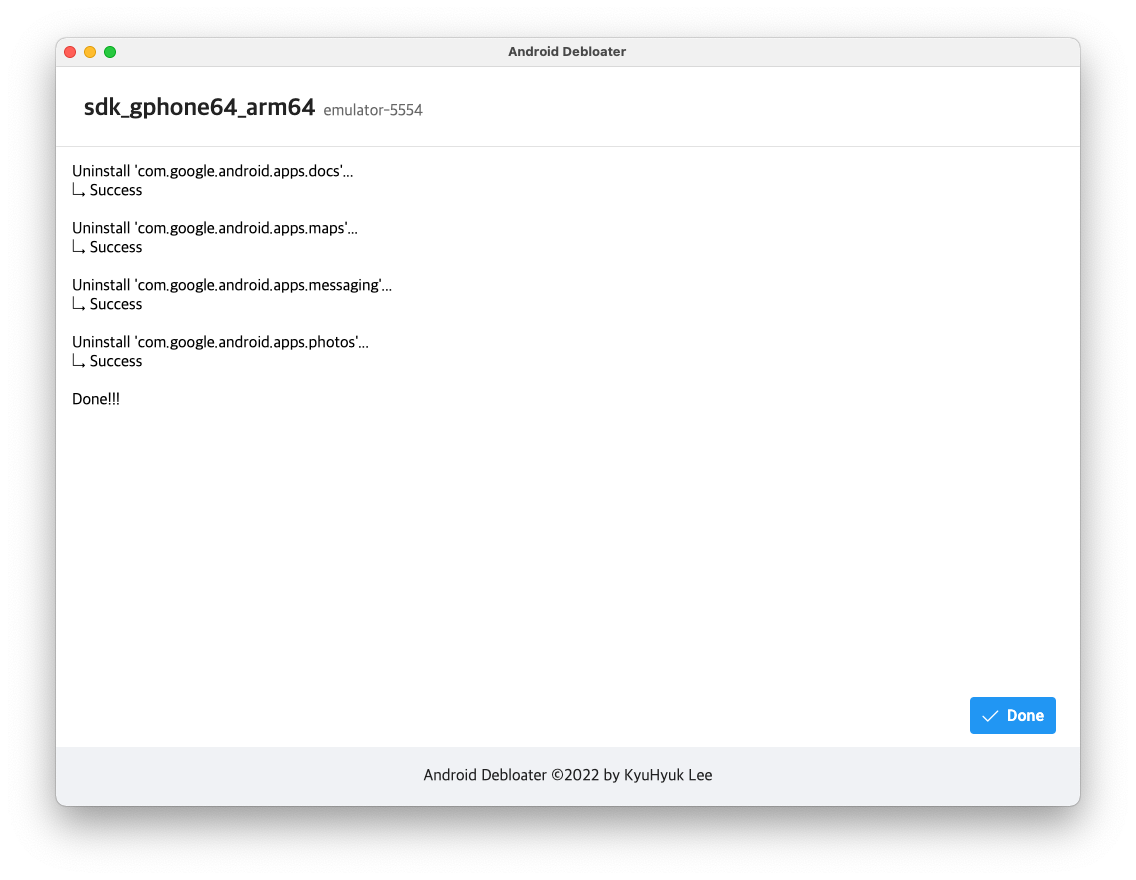 Android Debloater
sdk_gphone64_arm64 emulator-5554
Uninstall 'com.google.android.apps.docs'...
Success
Uninstall 'com.google.android.apps.maps'...
Success
Uninstall 'com.google.android.apps.messaging'...
Success
Uninstall 'com.google.android.apps.photos'...
Success
Done!!!
Done
Android Debloater ©2022 by KyuHyuk Lee